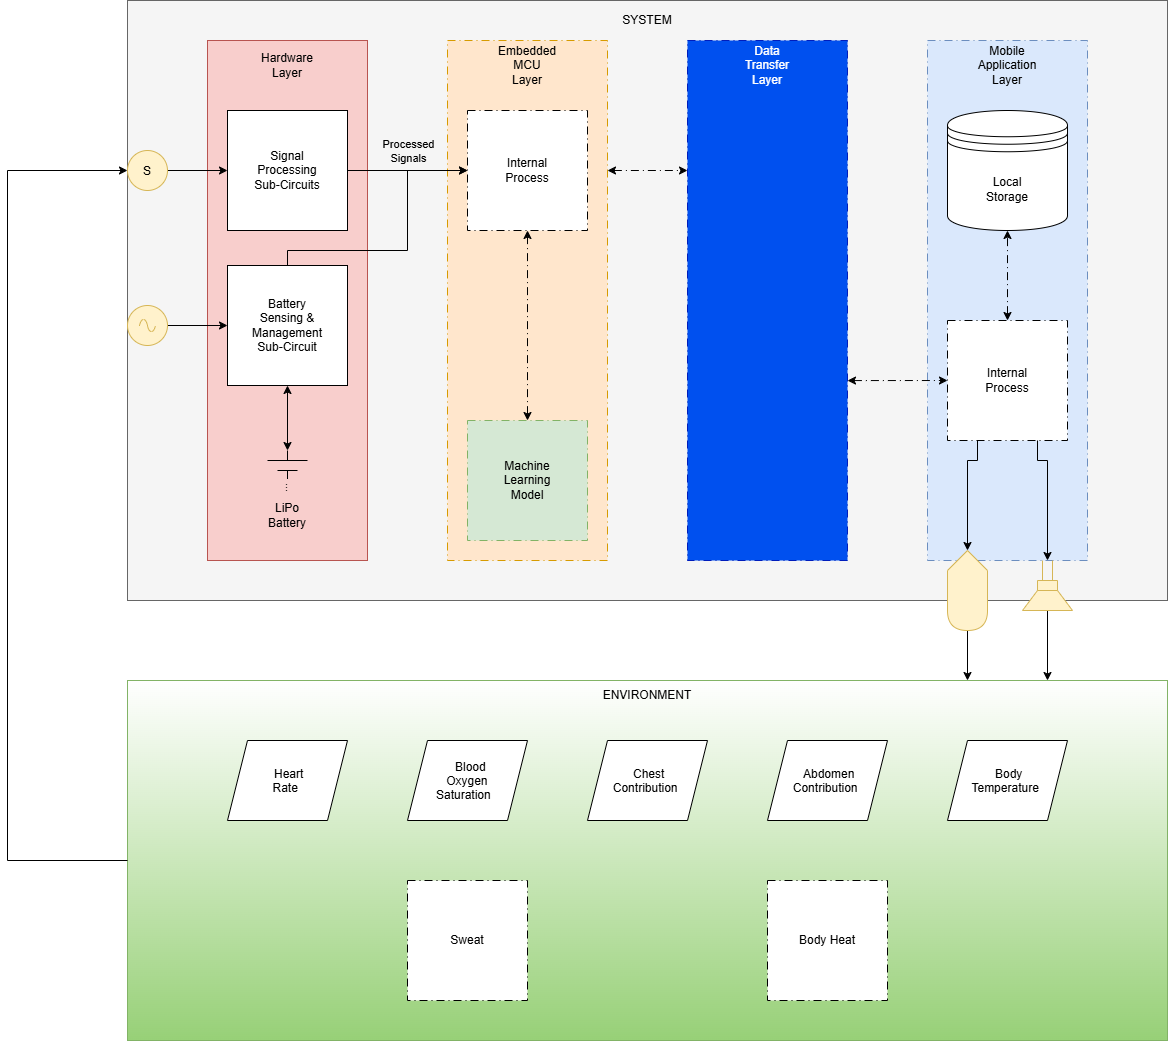 SYSTEM
Hardware
Layer
Embedded
MCU
Layer
Data
Transfer
Layer
Mobile
Application
Layer
S
Signal
Processing
Sub-Circuits
Processed
Signals
Internal
Process
Local
Storage
Battery
Sensing &
Management
Sub-Circuit
Internal
Process
Machine
Learning
Model
LiPo
Battery
ENVIRONMENT
Heart
Rate
Blood
Oxygen
Saturation
Chest
Contribution
Abdomen
Contribution
Body
Temperature
Sweat
Body Heat